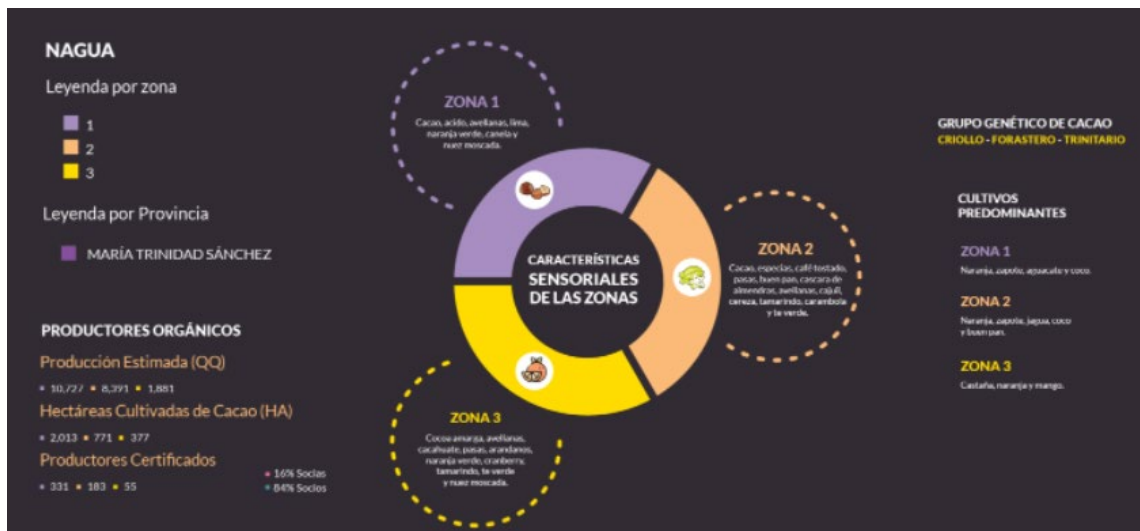 NAGUA
Leyenda por zona
1
2
3
Leyenda por Provincia
MARÍA TRINIDAD SÁNCHEZ
PRODUCTORES ORGÁNICOS
Producción Estimada (QQ)
10,727 8,391 1,881
Hectáreas Cultivadas de Cacao (HA)
2,013 771 377
Productores Certificados
331 183 55
16% Socias
84% Socios
ZONA 1
Cacao, acido, avellanas, lima,
naranja verde, canela y
nuez moscada.
CARACTERÍSTICAS
SENSORIALES
DE LAS ZONAS
ZONA 2
Cacao, especias, café tostado,
pasas, buen pan, cascara de
almendras, avellanas, cajuil,
cereza, tamarindo, carambola
y te verde.
ZONA 3
Cocoa amarga, avellanas,
cacahuate, pasas, arandanos,
naranja verde, cranberry,
tamarindo, te verde
y nuez moscada.
GRUPO GENÉTICO DE CACAO
CRIOLLO - FORASTERO - TRINITARIO
CULTIVOS
PREDOMINANTES
ZONA 1
Naranja, zapote, aguacate y coco.
ZONA 2
Naranja, zapote, jagua, coco
y buen pan.
ZONA 3
Castaña, naranja y mango.